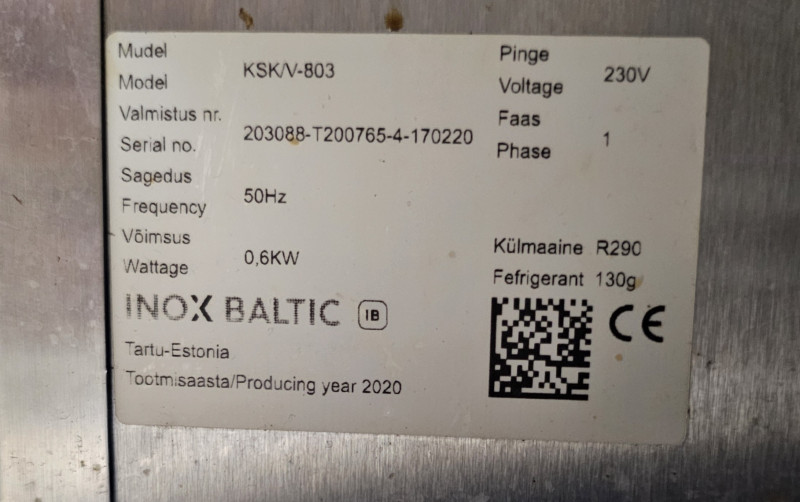 Mudel
Model
KSK/V-803
Valmistus nr.
Serial no.
203088-T200765-4-170220
Sagedus
Frequency
50Hz
Võimsus
Wattage
0,6KW
Pinge
Voltage
230V
Faas
Phase
1
Külmaaine R290
Fefrigerant 130g
INOX BALTIC IB
CE
Tartu-Estonia
Tootmisaasta/Producing year 2020